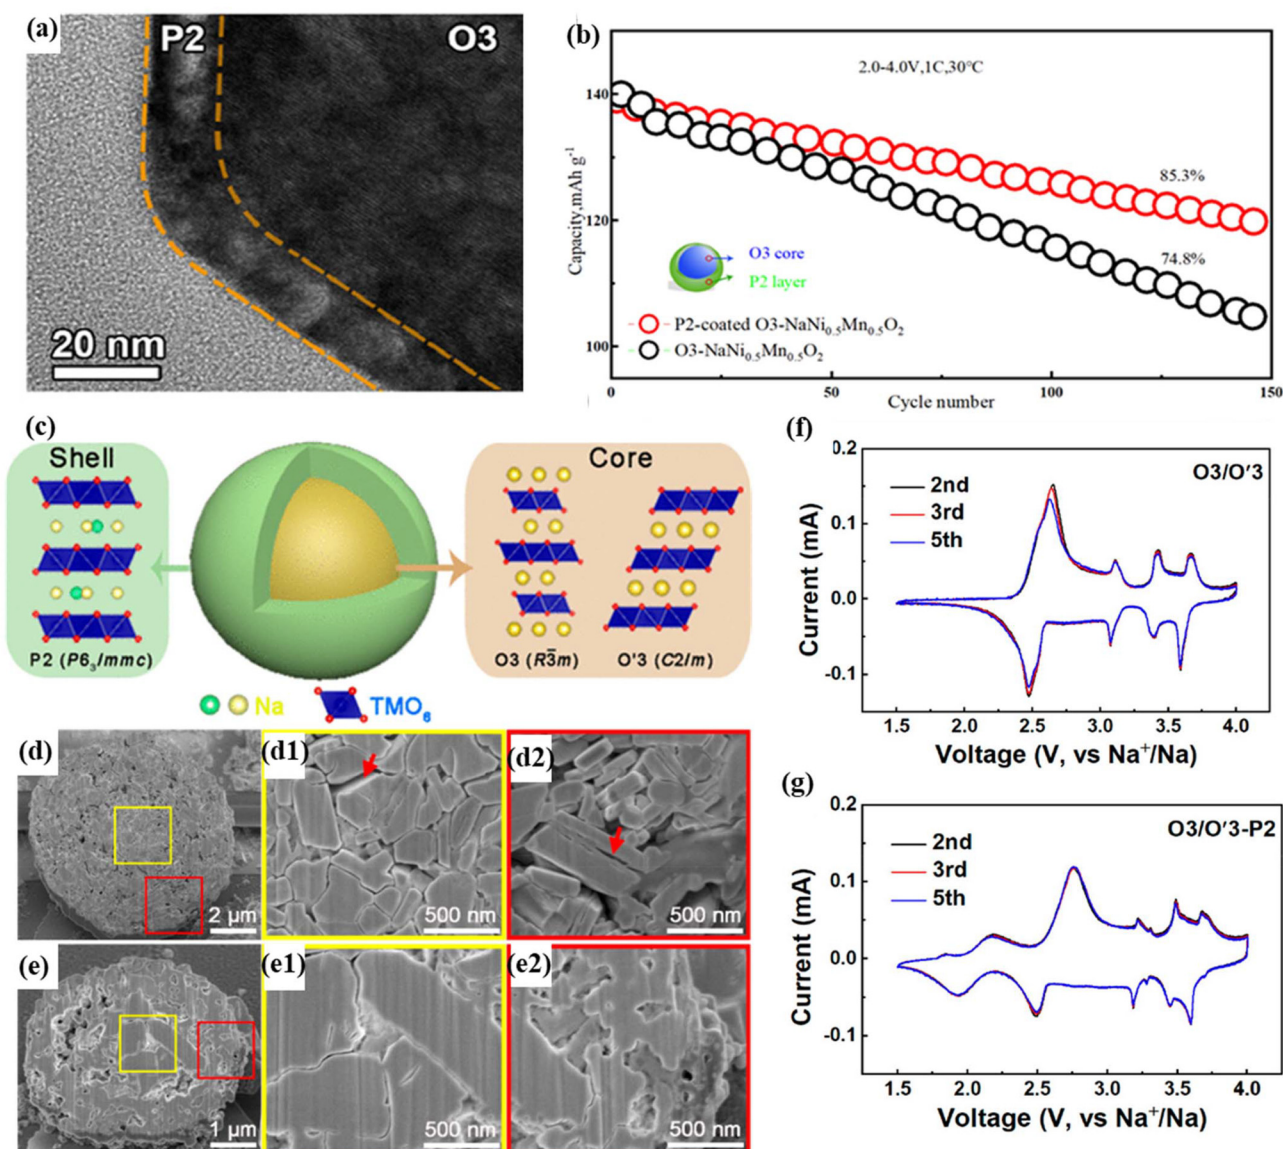 (a)
P2
O3
20 nm
(b)
2.0-4.0V,1C,30℃
140
130
120
110
100
Capacity,mAh g⁻¹
85.3%
74.8%
O3 core
P2 layer
P2-coated O3-NaNi₀.₅Mn₀.₅O₂
O3-NaNi₀.₅Mn₀.₅O₂
0
50
100
150
Cycle number
(c)
Shell
Core
P2 (P6₃/mmc)
O3 (R3̅m)
O'3 (C2/m)
Na
TMO₆
(d)
2 μm
(d1)
500 nm
(d2)
500 nm
(e)
1 μm
(e1)
500 nm
(e2)
500 nm
(f)
O3/O′3
2nd
3rd
5th
0.2
0.1
0.0
-0.1
Current (mA)
1.5 2.0 2.5 3.0 3.5 4.0
Voltage (V, vs Na⁺/Na)
(g)
O3/O′3-P2
2nd
3rd
5th
0.2
0.1
0.0
-0.1
Current (mA)
1.5 2.0 2.5 3.0 3.5 4.0
Voltage (V, vs Na⁺/Na)